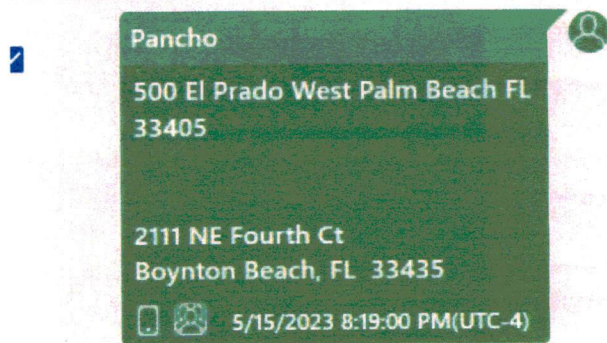 Pancho
500 El Prado West Palm Beach FL
33405
2111 NE Fourth Ct
Boynton Beach, FL 33435
5/15/2023 8:19:00 PM(UTC-4)